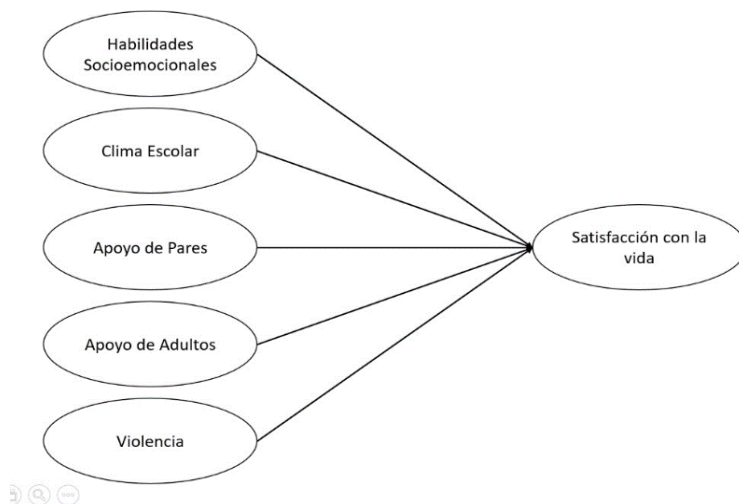 Habilidades
Socioemocionales
Clima Escolar
Apoyo de Pares
Satisfacción con la
vida
Apoyo de Adultos
Violencia